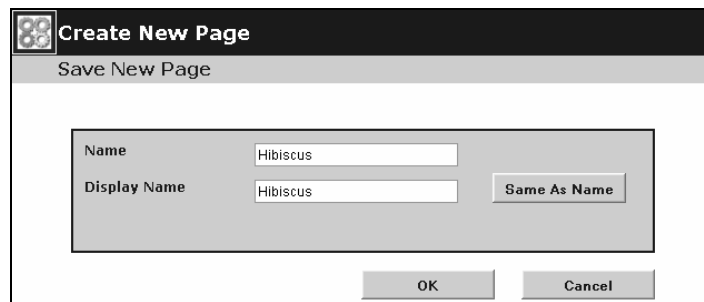 Create New Page
Save New Page
Name Hibiscus
Display Name Hibiscus Same As Name
OK Cancel